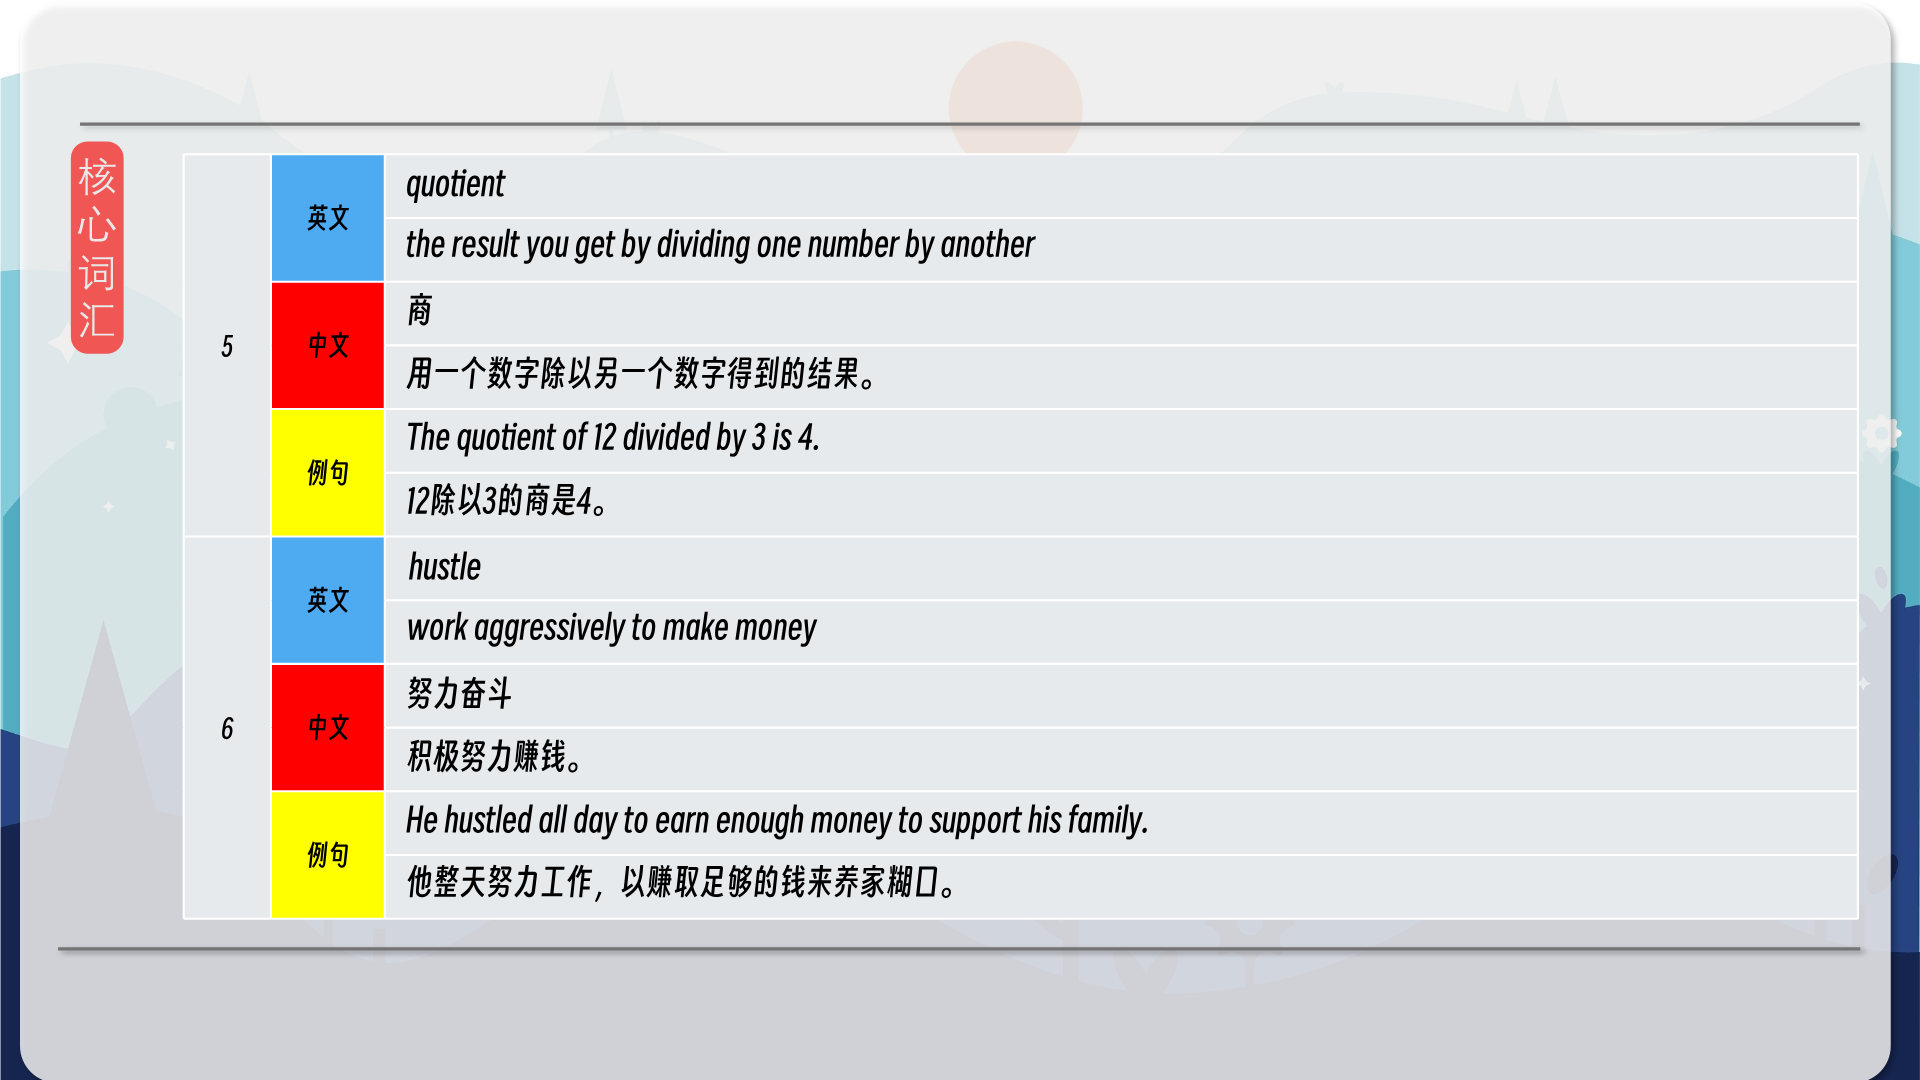 核
心
词
汇
5
英文
quotient
the result you get by dividing one number by another
中文
商
用一个数字除以另一个数字得到的结果。
例句
The quotient of 12 divided by 3 is 4.
12除以3的商是4。
6
英文
hustle
work aggressively to make money
中文
努力奋斗
积极努力赚钱。
例句
He hustled all day to earn enough money to support his family.
他整天努力工作，以赚取足够的钱来养家糊口。